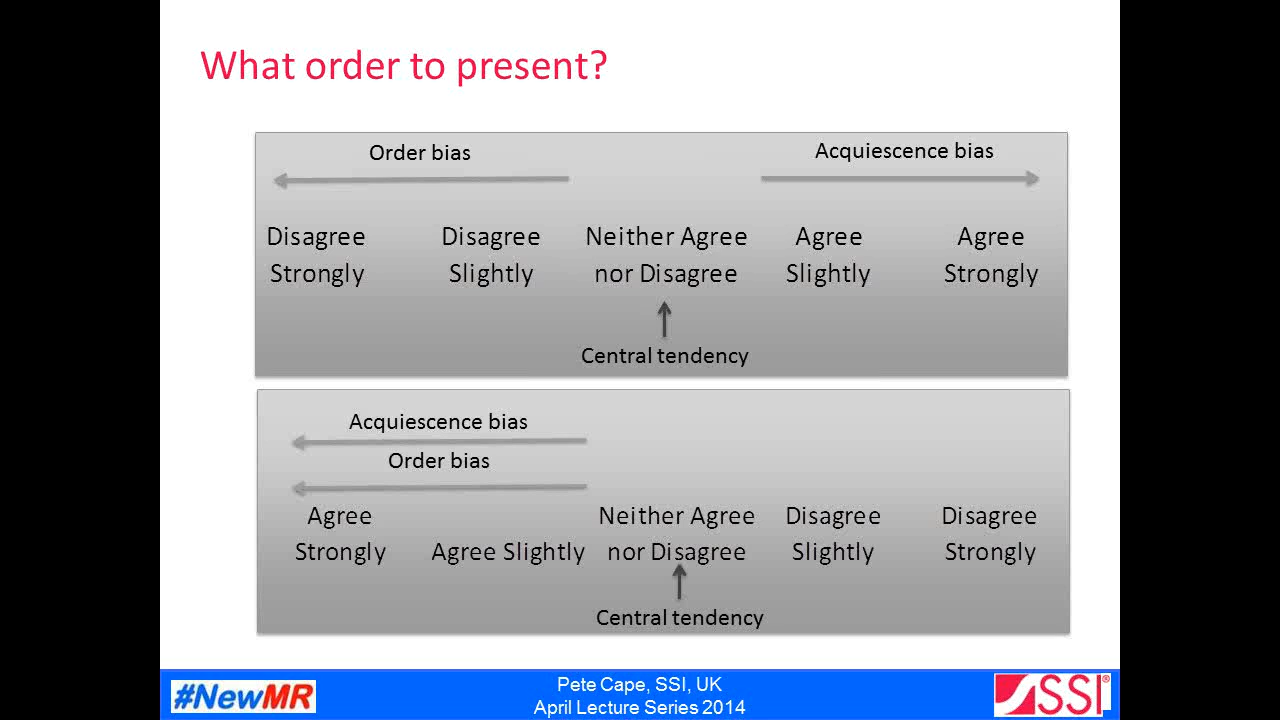 What order to present?
Order bias
Acquiescence bias
Disagree Disagree Neither Agree Agree Agree
Strongly Slightly nor Disagree Slightly Strongly
Central tendency
Acquiescence bias
Order bias
Agree Neither Agree Disagree Disagree
Strongly Agree Slightly nor Disagree Slightly Strongly
Central tendency
#NewMR
Pete Cape, SSI, UK
April Lecture Series 2014
SSI®